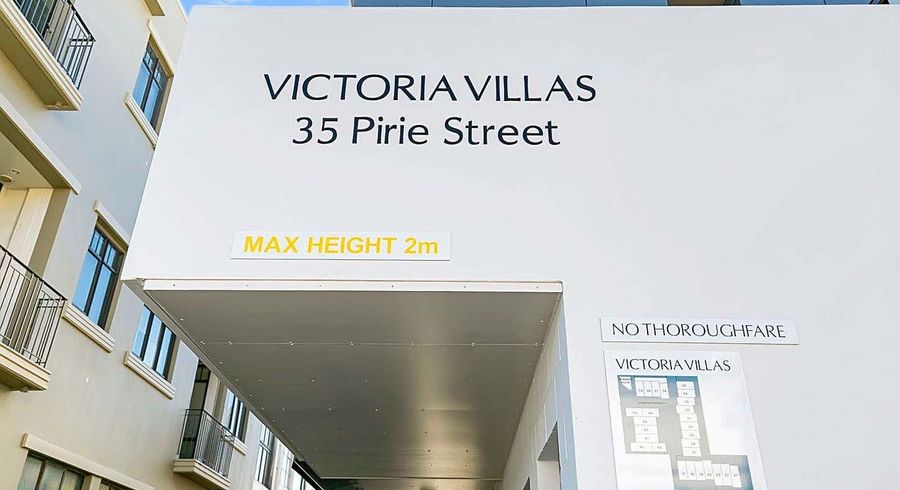 VICTORIA VILLAS
35 Pirie Street
MAX HEIGHT 2m
NO THOROUGHFARE
VICTORIA VILLAS